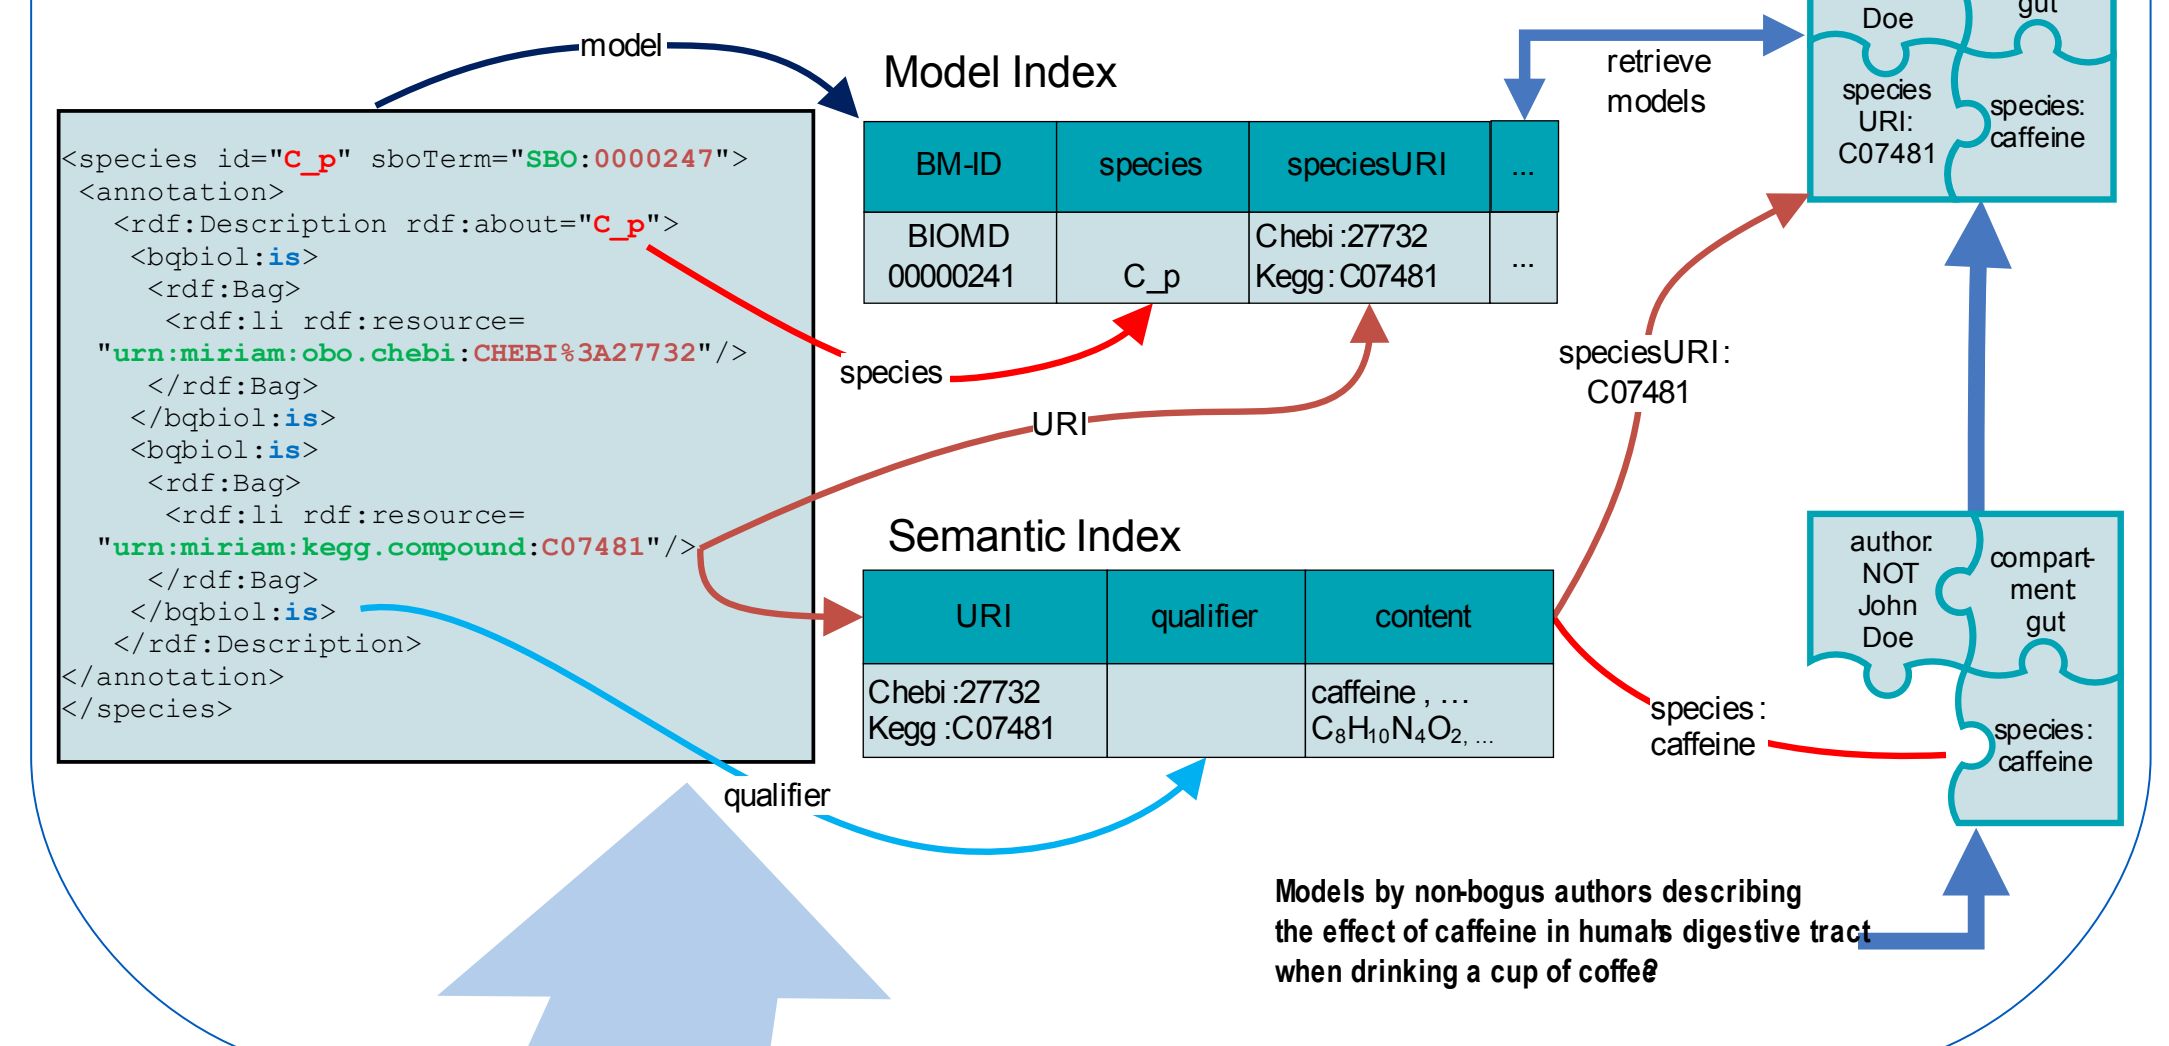 model
<species id="C_p" sboTerm="SBO:0000247">
<annotation>
<rdf:Description rdf:about="C_p">
<bqbiol:is>
<rdf:Bag>
<rdf:li rdf:resource=
"urn:miriam:obo.chebi:CHEBI%3A27732"/>
</rdf:Bag>
</bqbiol:is>
<bqbiol:is>
<rdf:Bag>
<rdf:li rdf:resource=
"urn:miriam:kegg.compound:C07481"/>
</rdf:Bag>
</bqbiol:is>
</rdf:Description>
</annotation>
</species>
Model Index
BM-ID species speciesURI ...
BIOMD
00000241
C_p
Chebi:27732
Kegg:C07481
...
species
URI
qualifier
Semantic Index
URI qualifier content
Chebi:27732
Kegg:C07481
caffeine, …
C₈H₁₀N₄O₂, ...
retrieve
models
Doe
gut
species
URI:
C07481
species:
caffeine
speciesURI:
C07481
species:
caffeine
author:
NOT
John
Doe
compart-
ment:
gut
species:
caffeine
Models by non-bogus authors describing
the effect of caffeine in human's digestive tract
when drinking a cup of coffee?